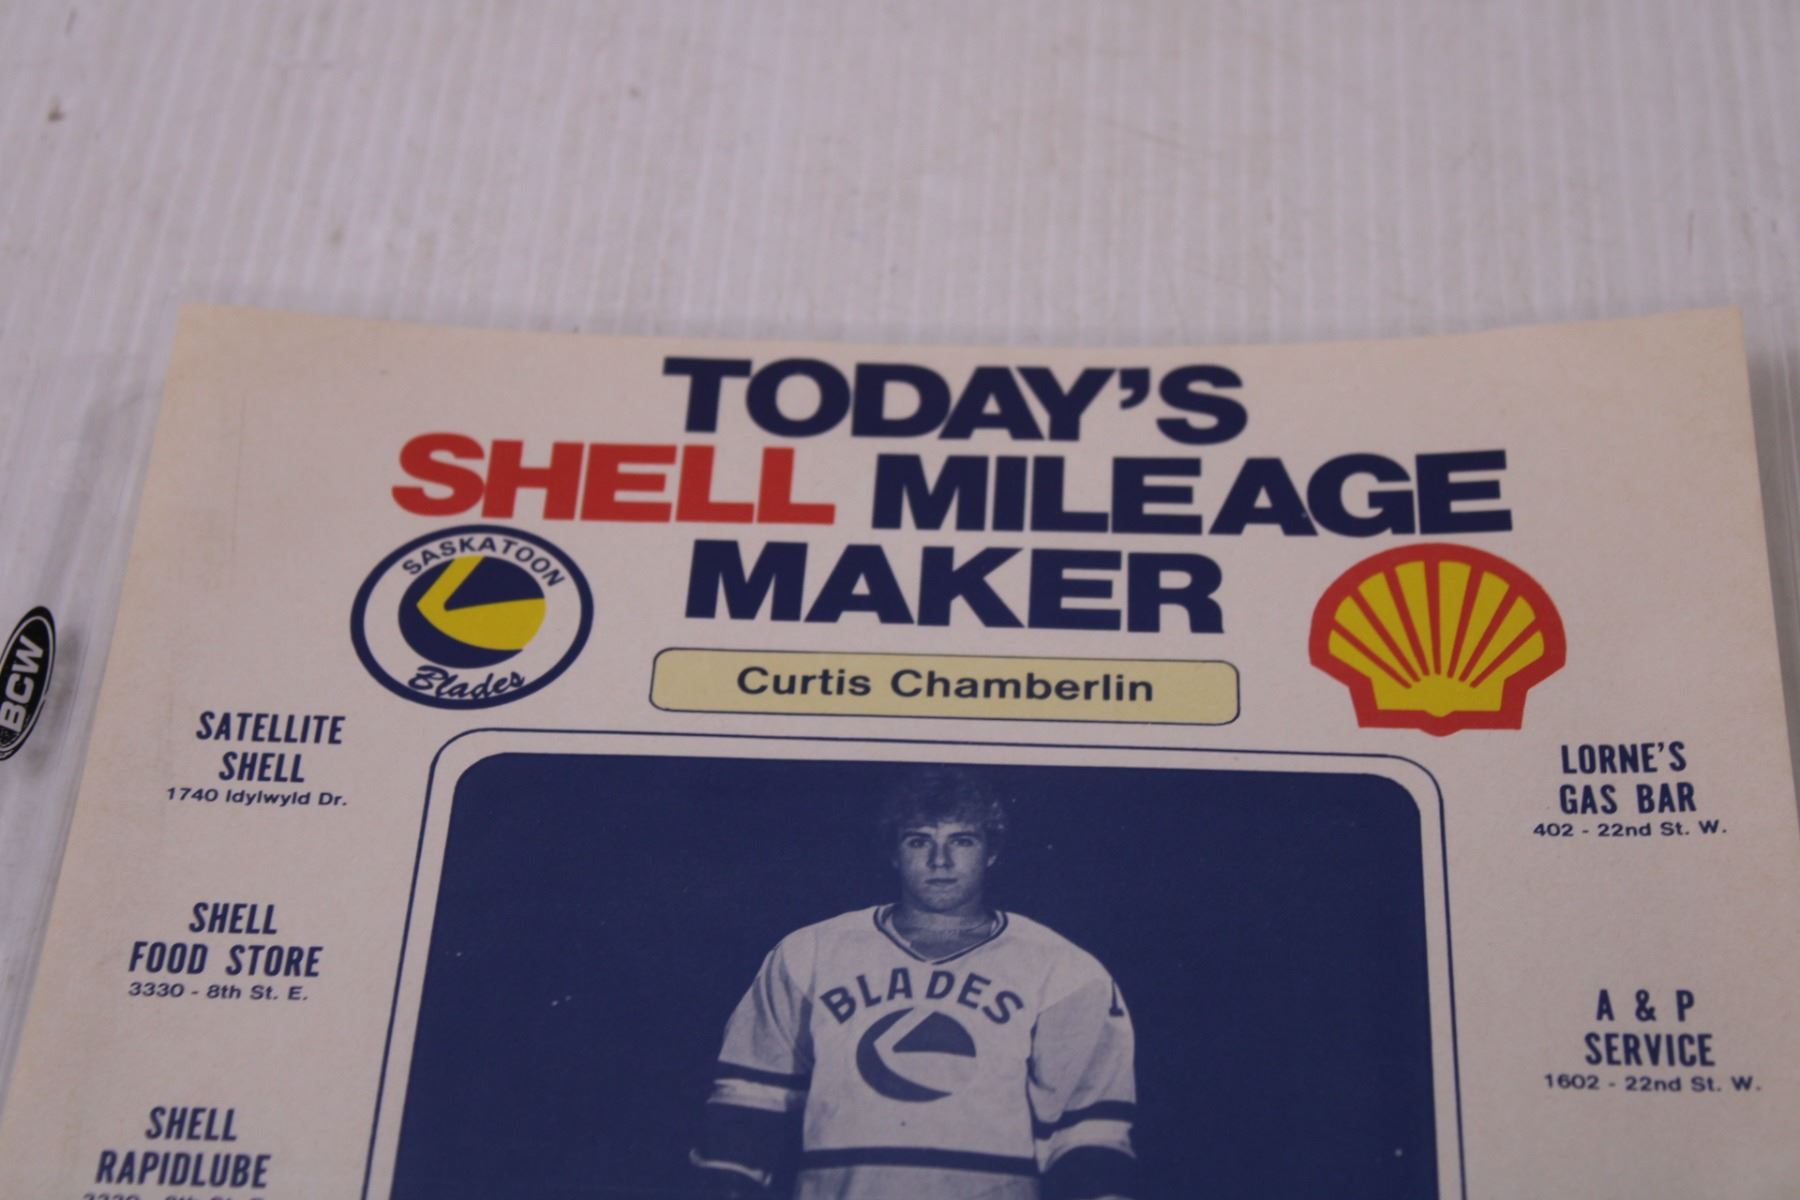 TODAY'S
SHELL MILEAGE
MAKER
SASKATOON
Blades
Curtis Chamberlin
BCW
SATELLITE
SHELL
1740 Idylwyld Dr.
LORNE'S
GAS BAR
402 - 22nd St. W.
SHELL
FOOD STORE
3330 - 8th St. E.
BLADES
A & P
SERVICE
1602 - 22nd St. W.
SHELL
RAPIDLUBE